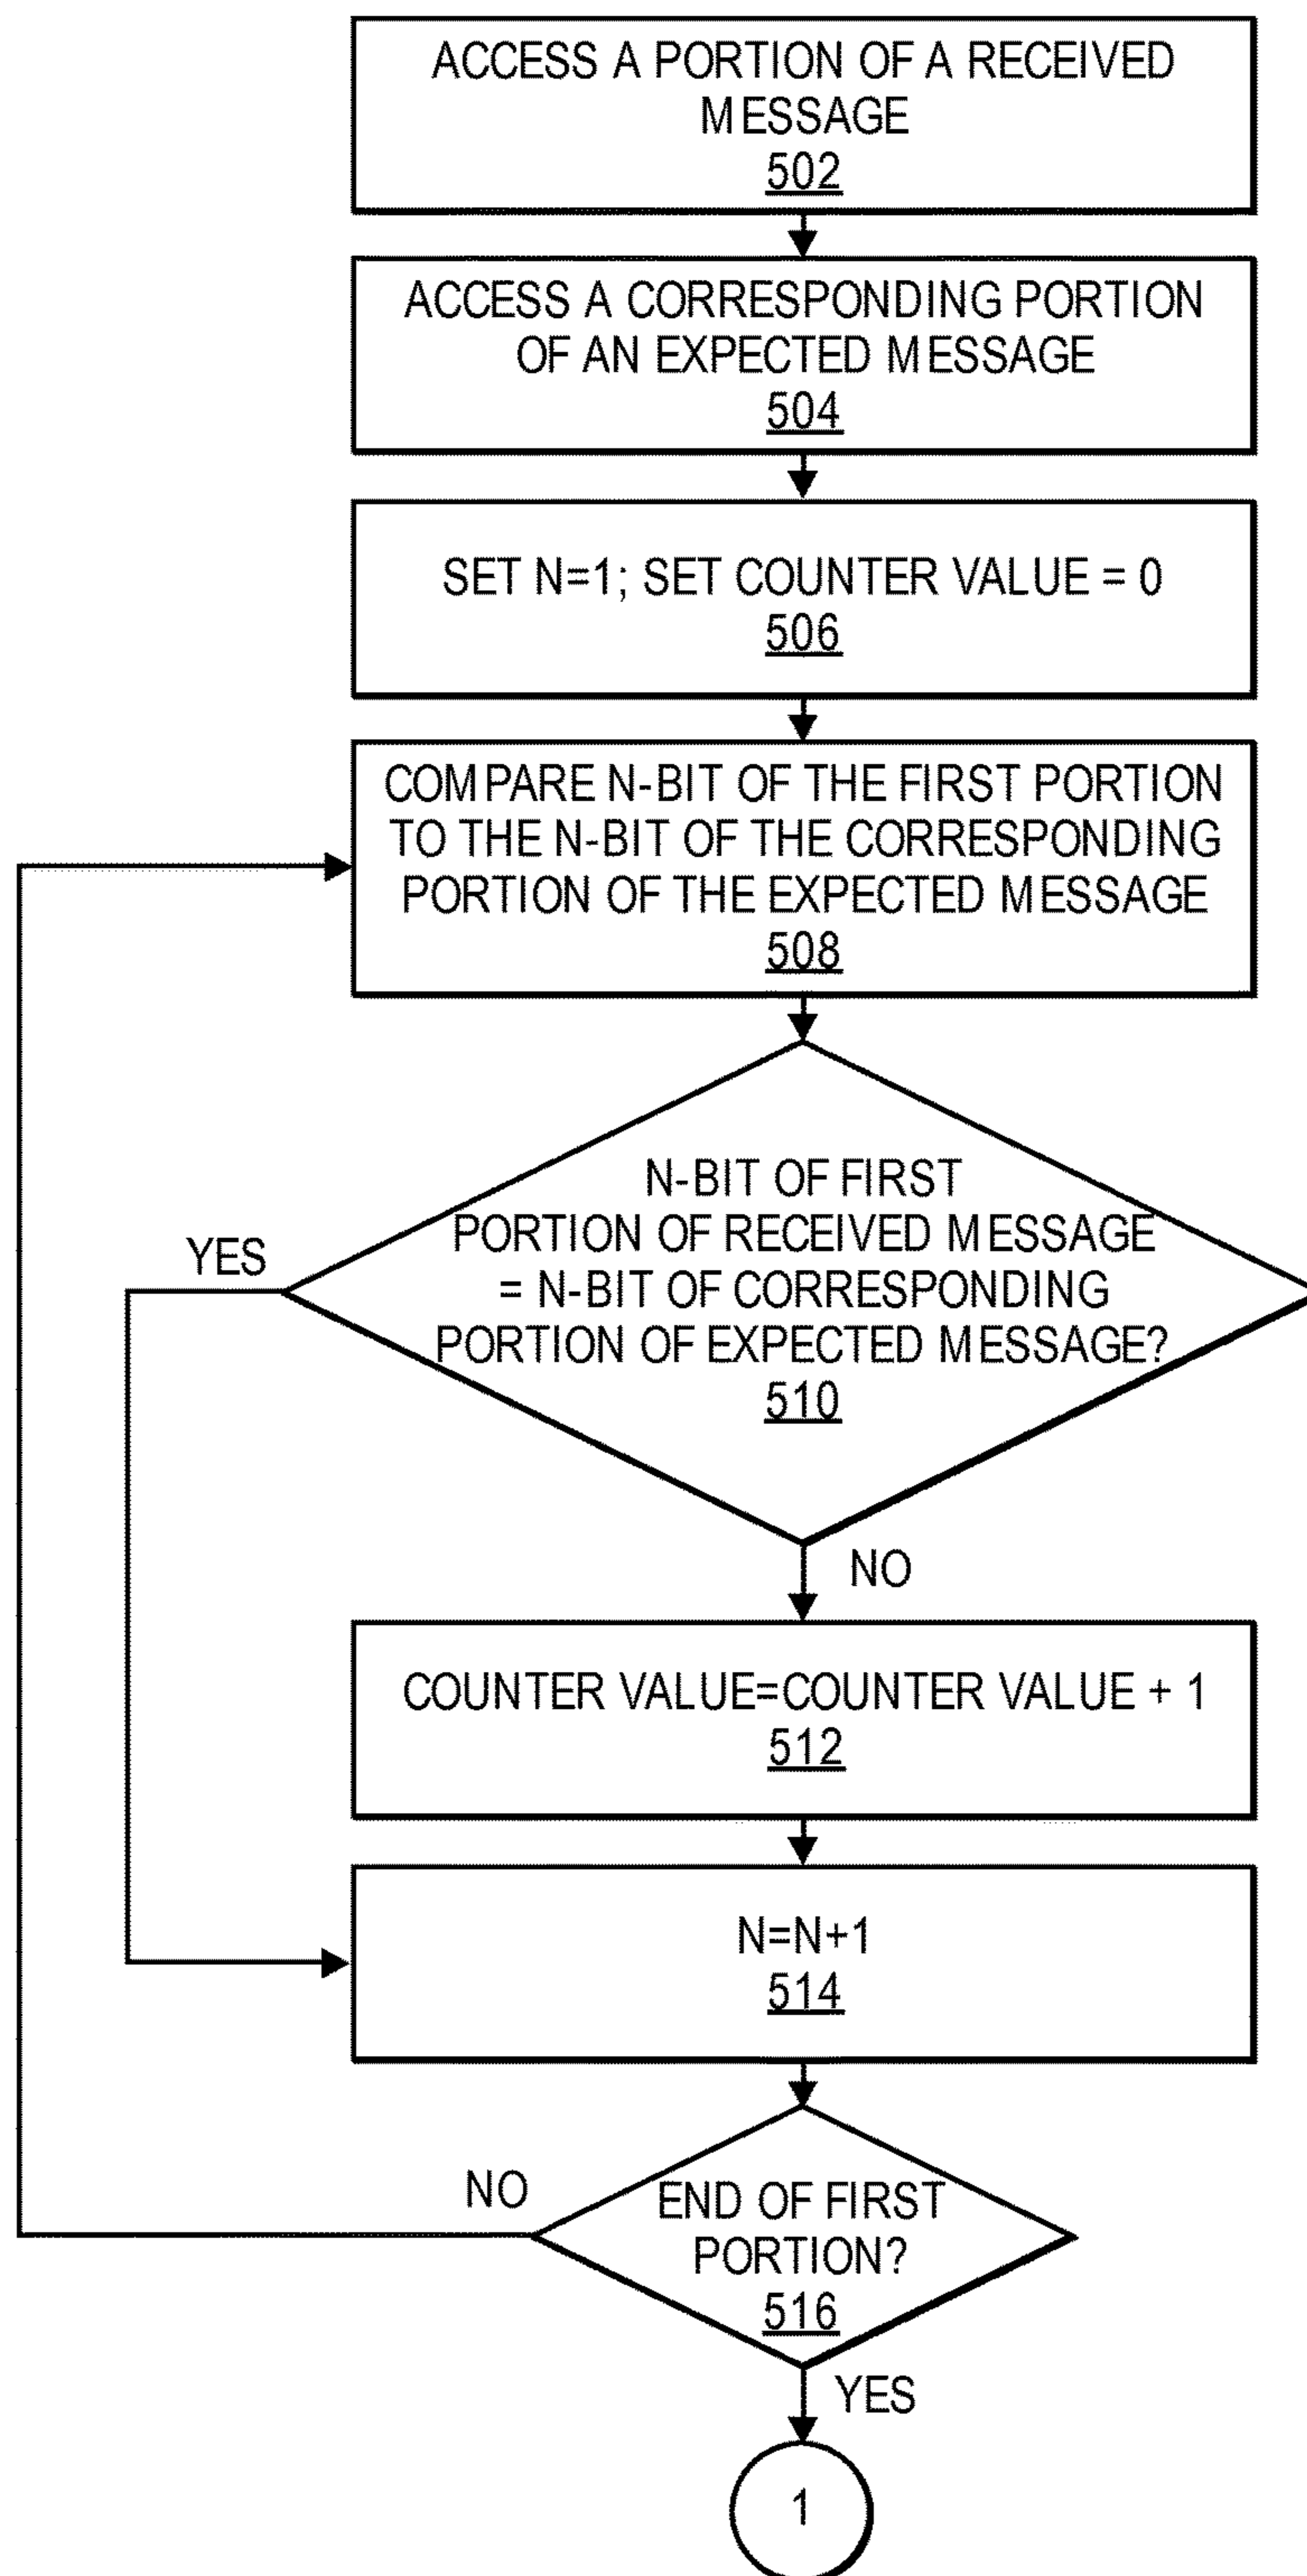 ACCESS A PORTION OF A RECEIVED
MESSAGE
502
ACCESS A CORRESPONDING PORTION
OF AN EXPECTED MESSAGE
504
SET N=1; SET COUNTER VALUE = 0
506
COMPARE N-BIT OF THE FIRST PORTION
TO THE N-BIT OF THE CORRESPONDING
PORTION OF THE EXPECTED MESSAGE
508
N-BIT OF FIRST
PORTION OF RECEIVED MESSAGE
= N-BIT OF CORRESPONDING
PORTION OF EXPECTED MESSAGE?
510
YES
NO
COUNTER VALUE=COUNTER VALUE + 1
512
N=N+1
514
NO
END OF FIRST
PORTION?
516
YES
1